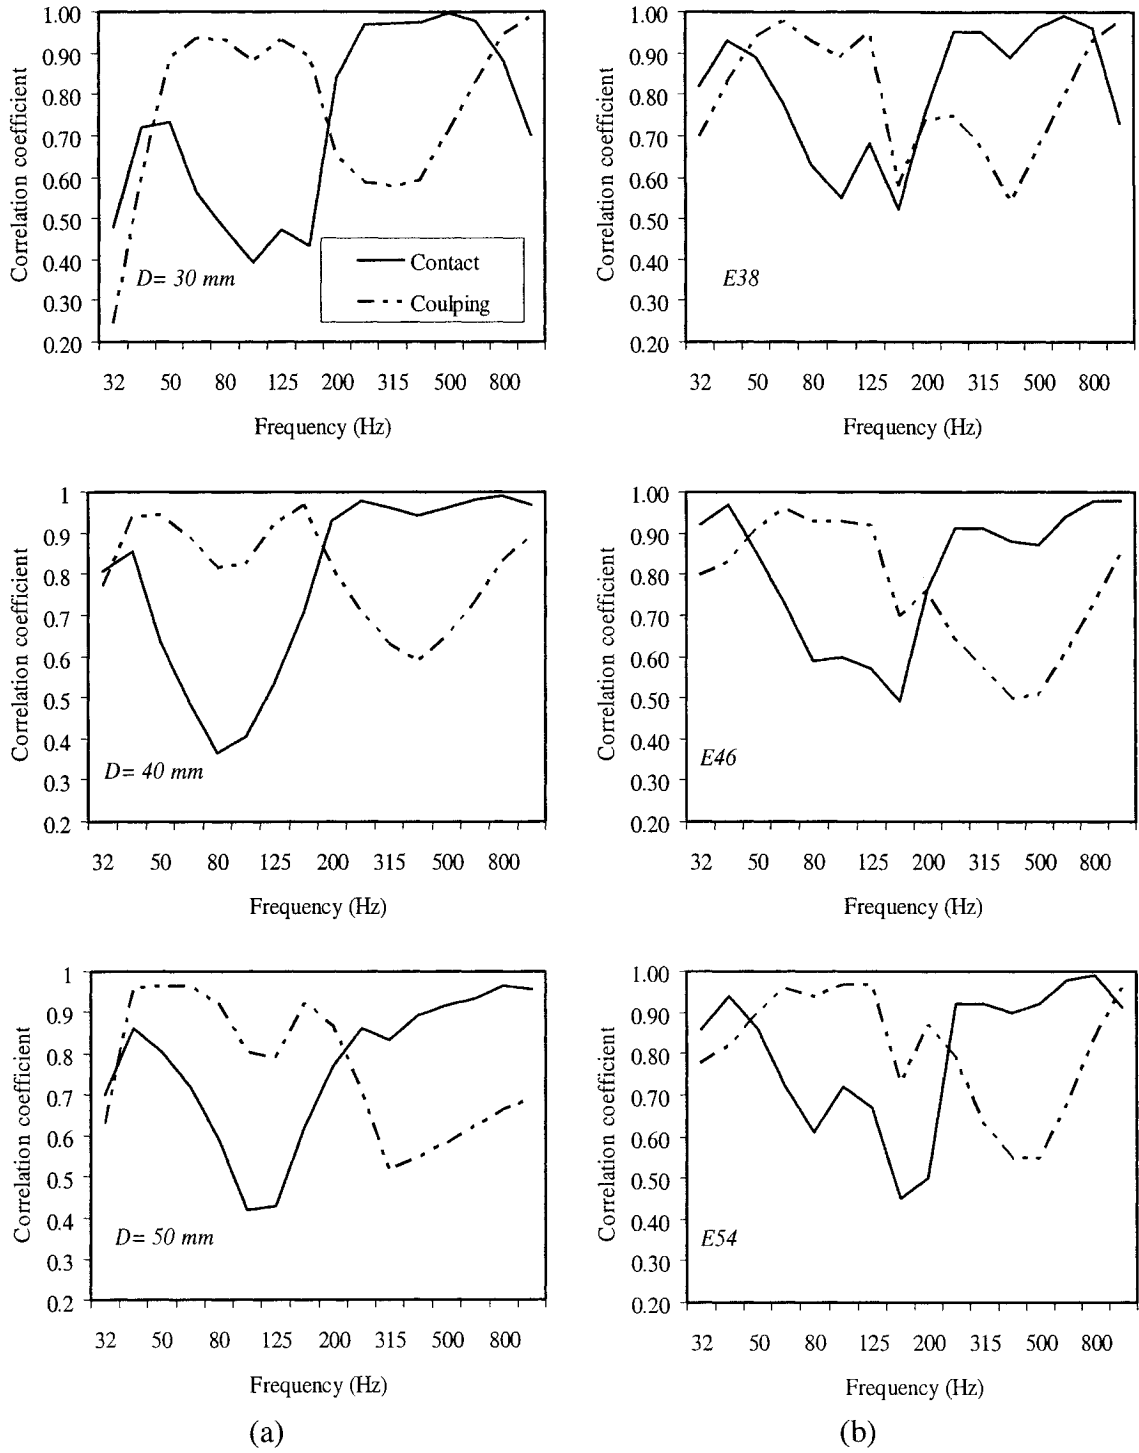 Correlation coefficient
1.00
0.90
0.80
0.70
0.60
0.50
0.40
0.30
0.20
D= 30 mm
Contact
Coulping
32 50 80 125 200 315 500 800
Frequency (Hz)
Correlation coefficient
1.00
0.90
0.80
0.70
0.60
0.50
0.40
0.30
0.20
E38
32 50 80 125 200 315 500 800
Frequency (Hz)
Correlation coefficient
1
0.9
0.8
0.7
0.6
0.5
0.4
0.3
0.2
D= 40 mm
32 50 80 125 200 315 500 800
Frequency (Hz)
Correlation coefficient
1.00
0.90
0.80
0.70
0.60
0.50
0.40
0.30
0.20
E46
32 50 80 125 200 315 500 800
Frequency (Hz)
Correlation coefficient
1
0.9
0.8
0.7
0.6
0.5
0.4
0.3
0.2
D= 50 mm
32 50 80 125 200 315 500 800
Frequency (Hz)
Correlation coefficient
1.00
0.90
0.80
0.70
0.60
0.50
0.40
0.30
0.20
E54
32 50 80 125 200 315 500 800
Frequency (Hz)
(a)
(b)